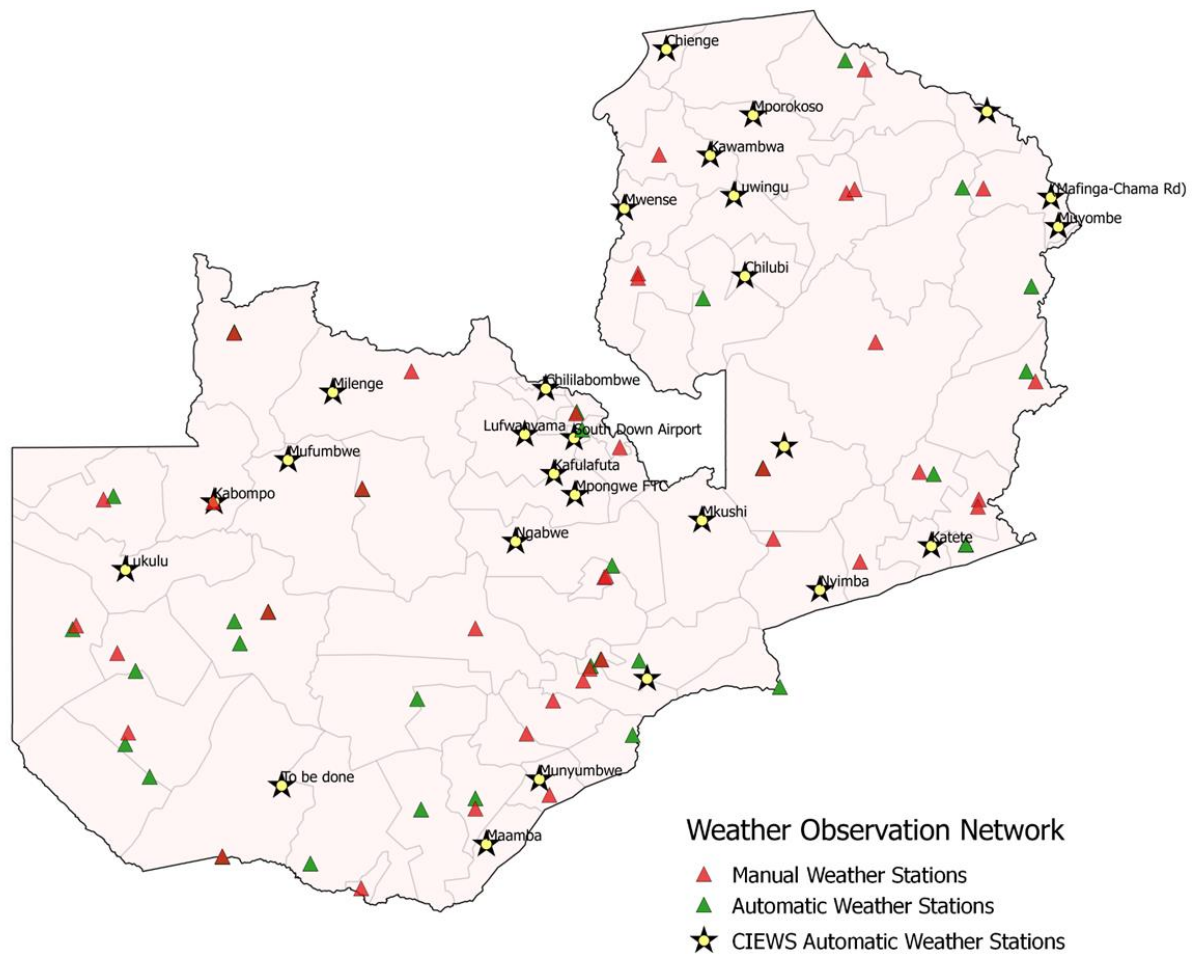 Chienge
Mporokoso
Kawambwa
Luwingu
Mwense
Mafinga-Chama Rd)
Muyombe
Chilubi
Milenge
Chililabombwe
Lufwanyama
South Down Airport
Mufumbwe
Kafulafuta
Kabompo
Mpongwe FTC
Mkushi
Ngabwe
Katete
Lukulu
Nyimba
To be done
Munyumbwe
Maamba
Weather Observation Network
Manual Weather Stations
Automatic Weather Stations
CIEWS Automatic Weather Stations